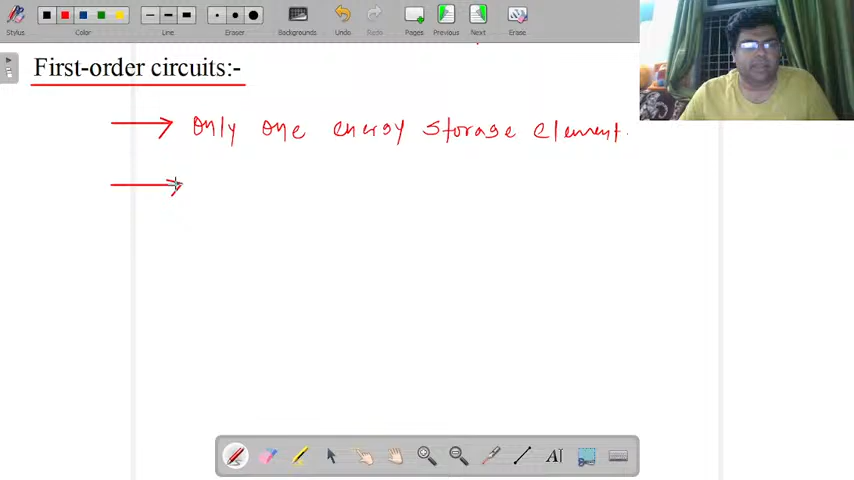 Stylus
Color
Line
Eraser
Backgrounds
Undo
Redo
Pages
Previous
Next
Erase
First-order circuits:-
→ Only one energy storage element.
→
AI